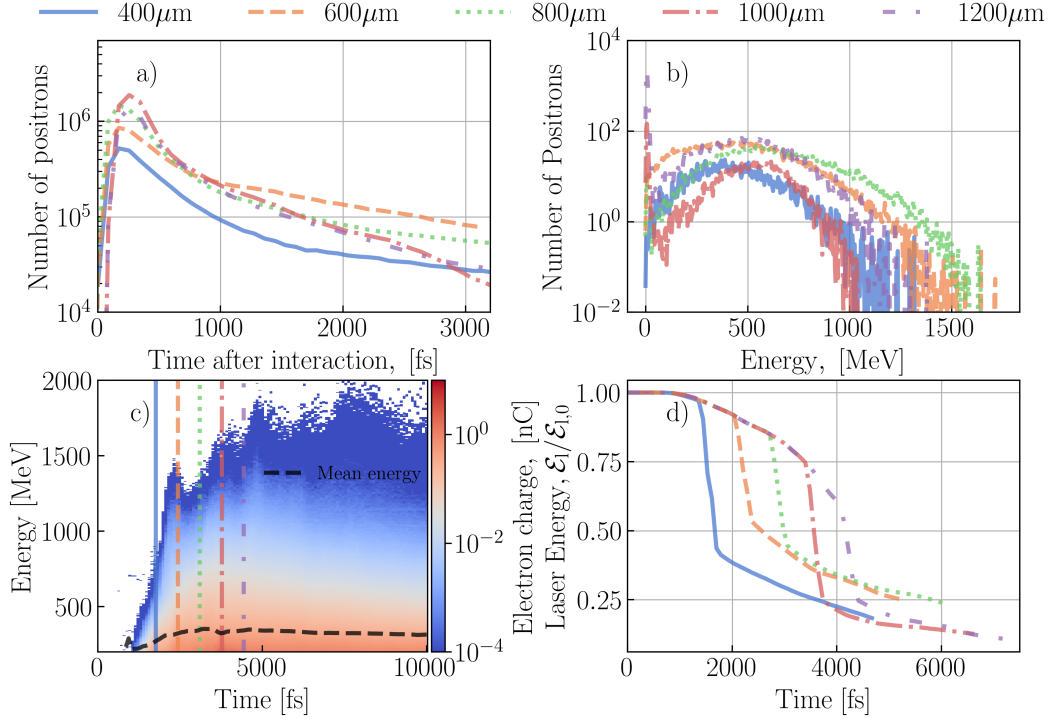 400μm 600μm 800μm 1000μm 1200μm
a)
Number of positrons
10^6
10^5
10^4
0 1000 2000 3000
Time after interaction, [fs]
b)
Number of Positrons
10^4
10^2
10^0
10^−2
0 500 1000 1500
Energy, [MeV]
c)
Energy [MeV]
2000
1500
1000
500
Mean energy
0 5000 10000
Time [fs]
10^0
10^−2
10^−4
Electron charge, [nC]
d)
Laser Energy, ℰ_l/ℰ_l,0
1.00
0.75
0.50
0.25
0 2000 4000 6000
Time [fs]